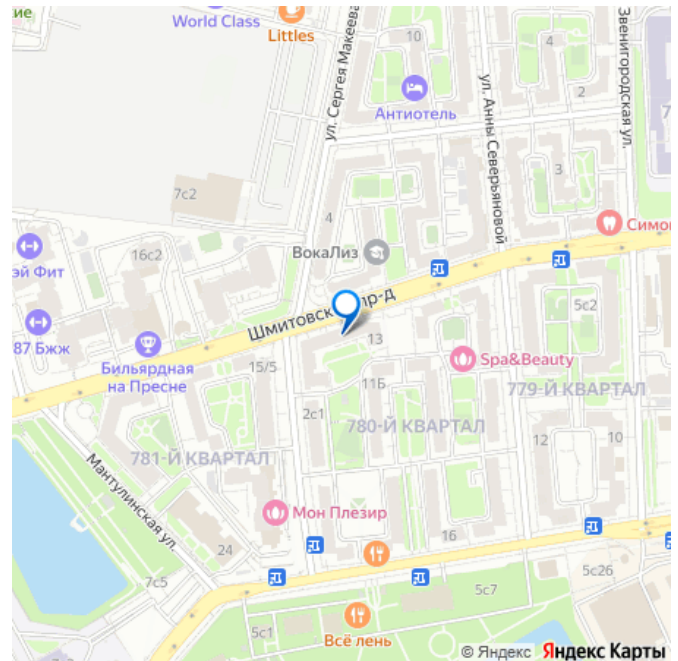 кие
World Class
Littles
ул. Сергея Макеева
10
Антиотель
ул. Анны Северьяновой
4
2
Звенигородская ул.
7
7с2
3
4
16с2
ВокаЛиз
Симо
эй Фит
Шмитовск
пр-д
5с2
87 Бжж
Бильярдная
на Пресне
15/5
13
Spa&Beauty
11Б
779-Й КВАРТАЛ
2с1
780-Й КВАРТАЛ
12
10
781-Й КВАРТАЛ
Мантулинская ул.
Мон Плезир
16
24
7с5
5с26
5с7
5с1
Всё лень
© Яндекс Яндекс Карты